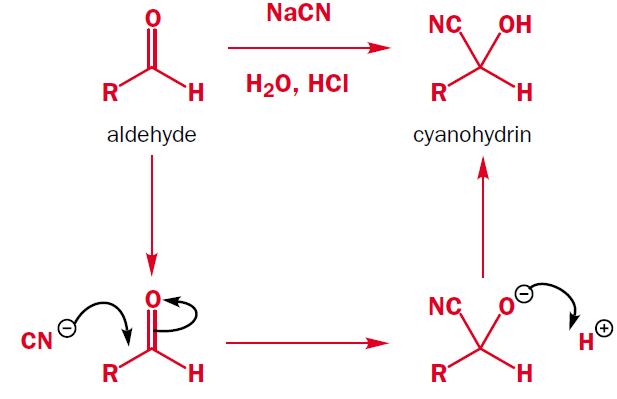 O
NaCN
NC OH
R H
H₂O, HCl
R H
aldehyde
cyanohydrin
O
NC O ⊖
CN ⊖
H ⊕
R H
R H